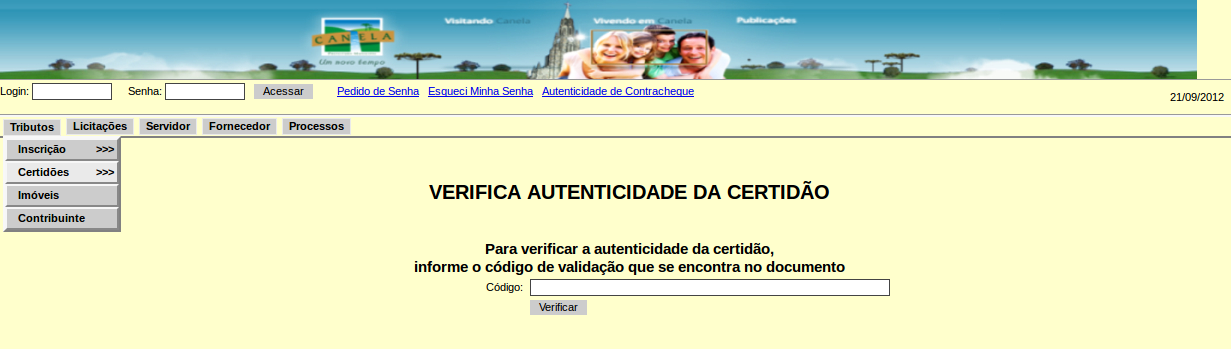 Visitando Canela Vivendo em Canela Publicações
CANELA
Um novo tempo
Login: Senha: Acessar Pedido de Senha Esqueci Minha Senha Autenticidade de Contracheque
21/09/2012
Tributos Licitações Servidor Fornecedor Processos
Inscrição >>>
Certidões >>>
Imóveis
Contribuinte
VERIFICA AUTENTICIDADE DA CERTIDÃO
Para verificar a autenticidade da certidão,
informe o código de validação que se encontra no documento
Código:
Verificar